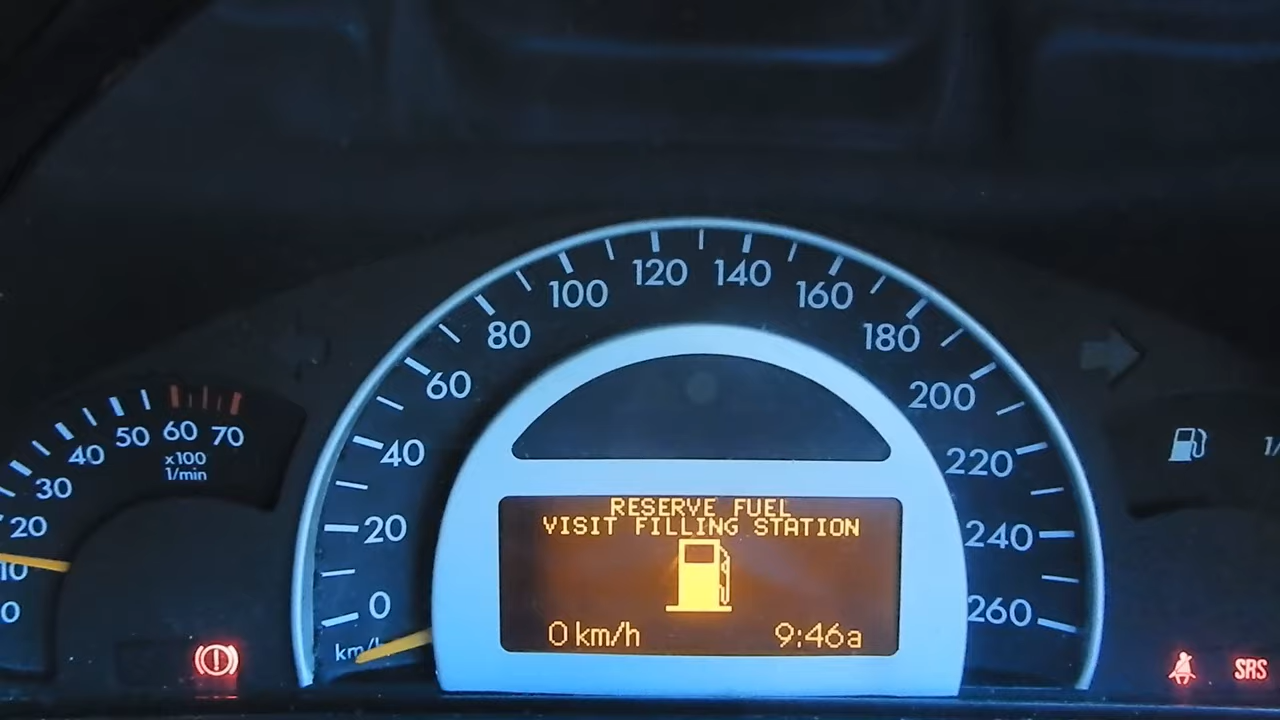 RESERVE FUEL
VISIT FILLING STATION
0 km/h
9:46a
0
20
40
60
80
100
120
140
160
180
200
220
240
260
km/h
0
10
20
30
40
50
60
70
x100
1/min
SRS